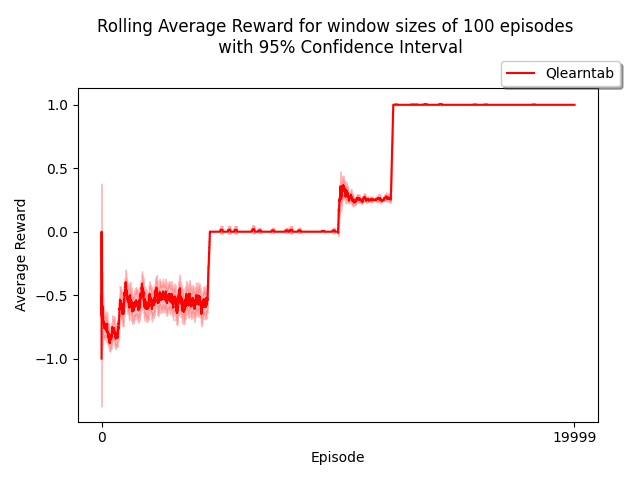 Rolling Average Reward for window sizes of 100 episodes
with 95% Confidence Interval
Qlearntab
1.0
0.5
0.0
−0.5
−1.0
Average Reward
0
19999
Episode